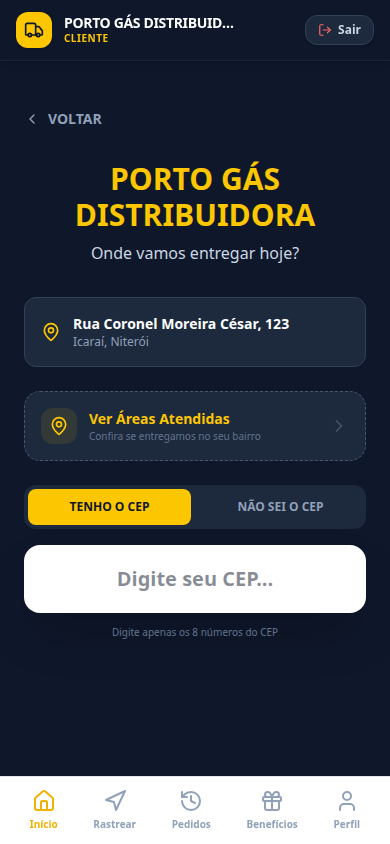 PORTO GÁS DISTRIBUID...
CLIENTE
Sair
VOLTAR
PORTO GÁS
DISTRIBUIDORA
Onde vamos entregar hoje?
Rua Coronel Moreira César, 123
Icaraí, Niterói
Ver Áreas Atendidas
Confira se entregamos no seu bairro
TENHO O CEP
NÃO SEI O CEP
Digite seu CEP...
Digite apenas os 8 números do CEP
Início
Rastrear
Pedidos
Benefícios
Perfil